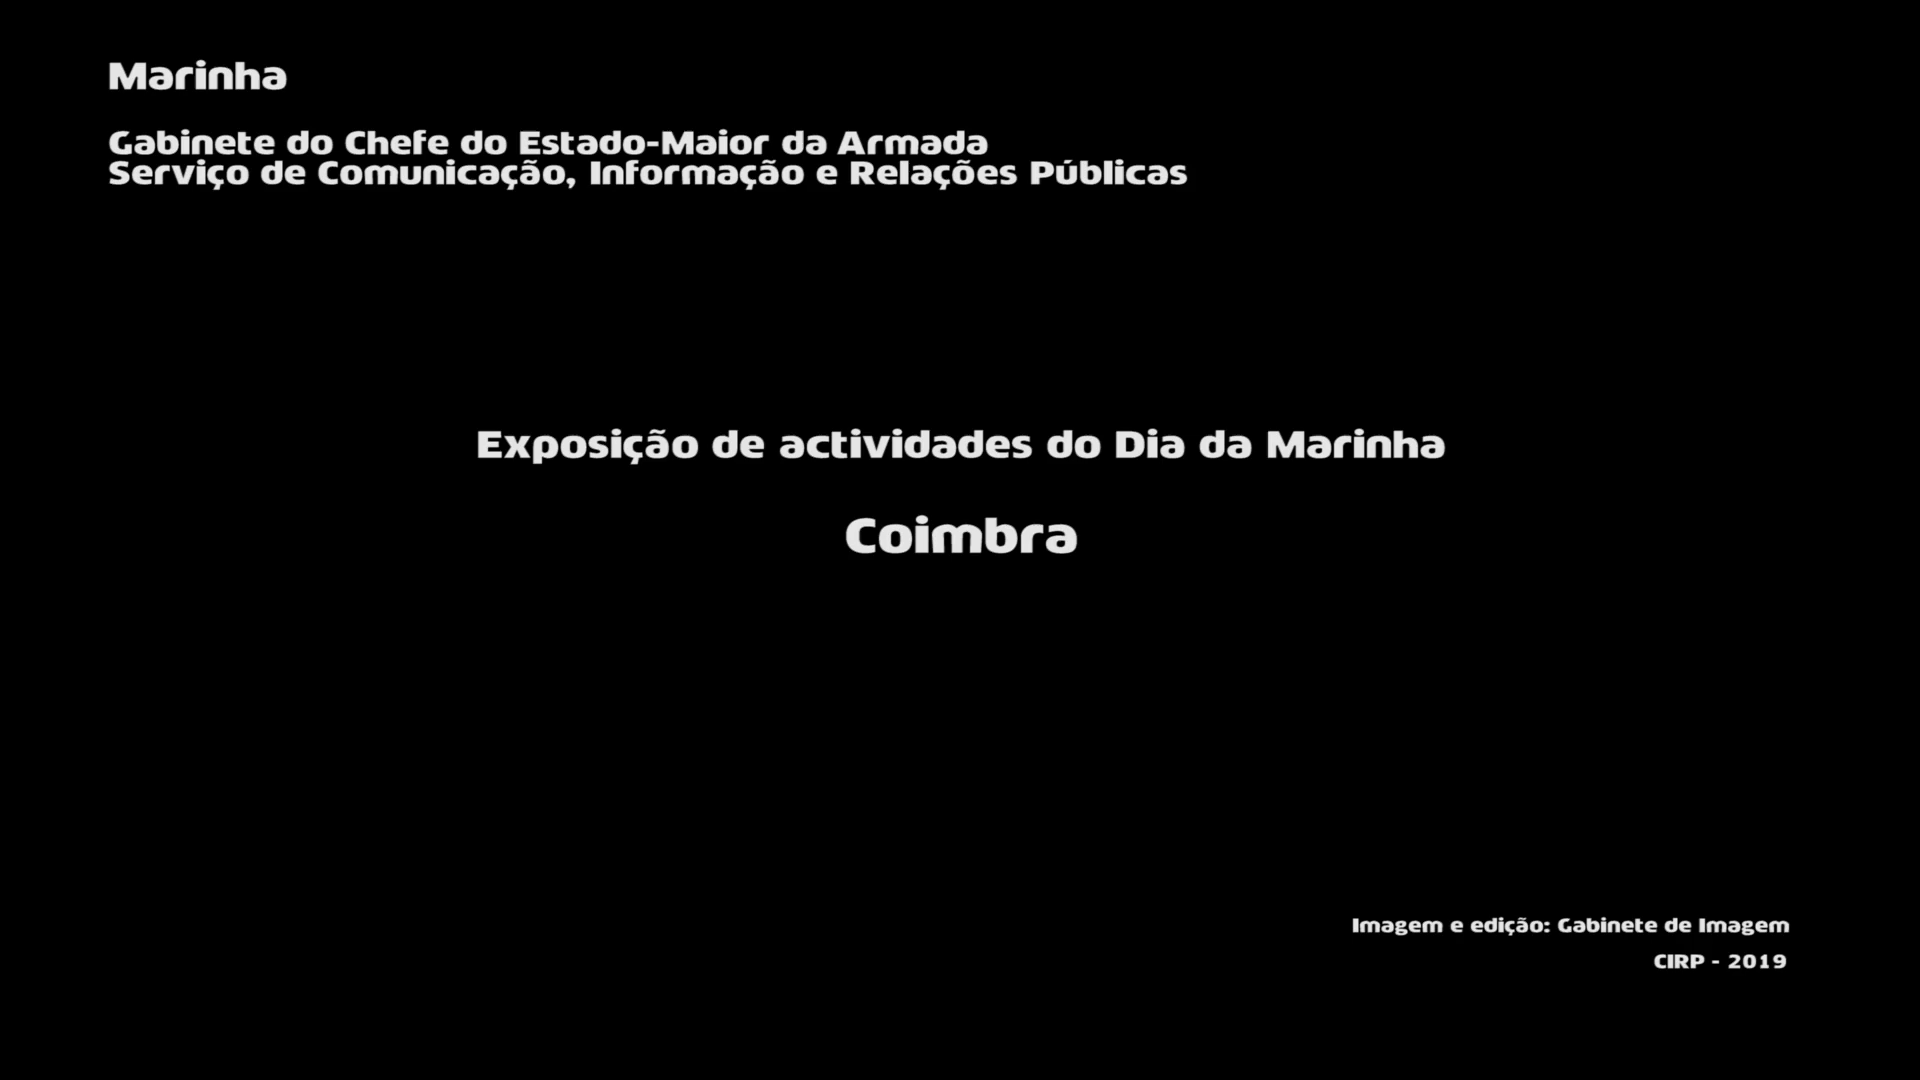 Marinha
Gabinete do Chefe do Estado-Maior da Armada
Serviço de Comunicação, Informação e Relações Públicas
Exposição de actividades do Dia da Marinha
Coimbra
Imagem e edição: Gabinete de Imagem
CIRP - 2019